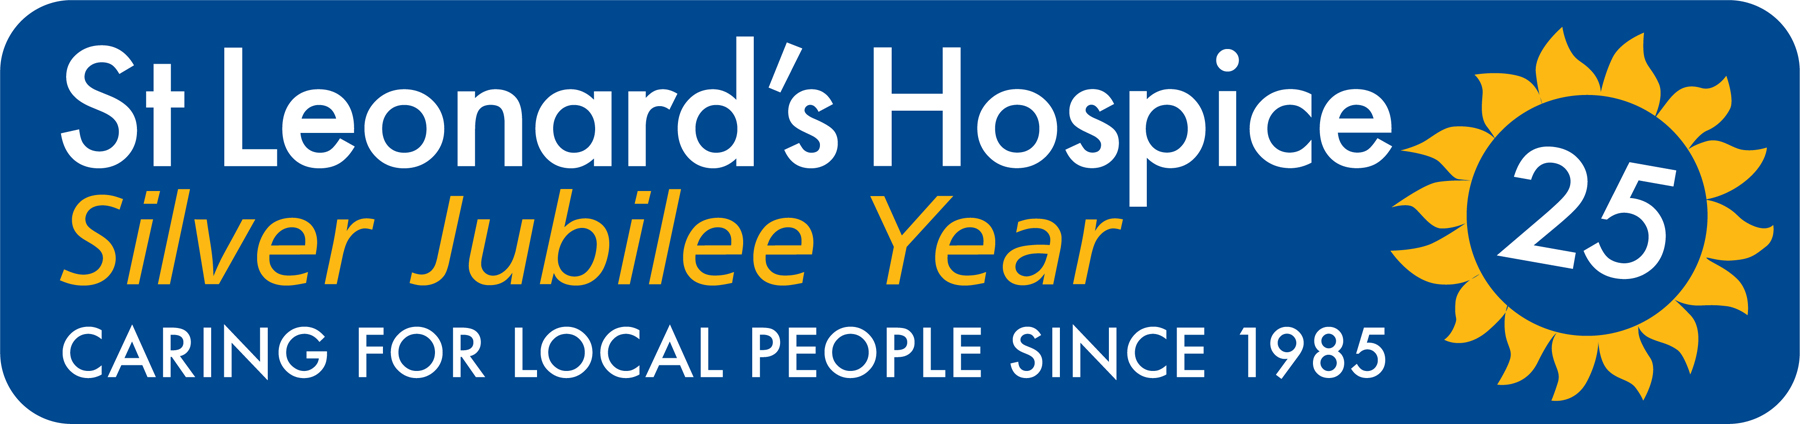 St Leonard's Hospice
Silver Jubilee Year
CARING FOR LOCAL PEOPLE SINCE 1985
25